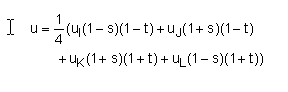 u = 1/4 (u_I(1 − s)(1 − t) + u_J(1 + s)(1 − t)
+ u_K(1 + s)(1 + t) + u_L(1 − s)(1 + t))